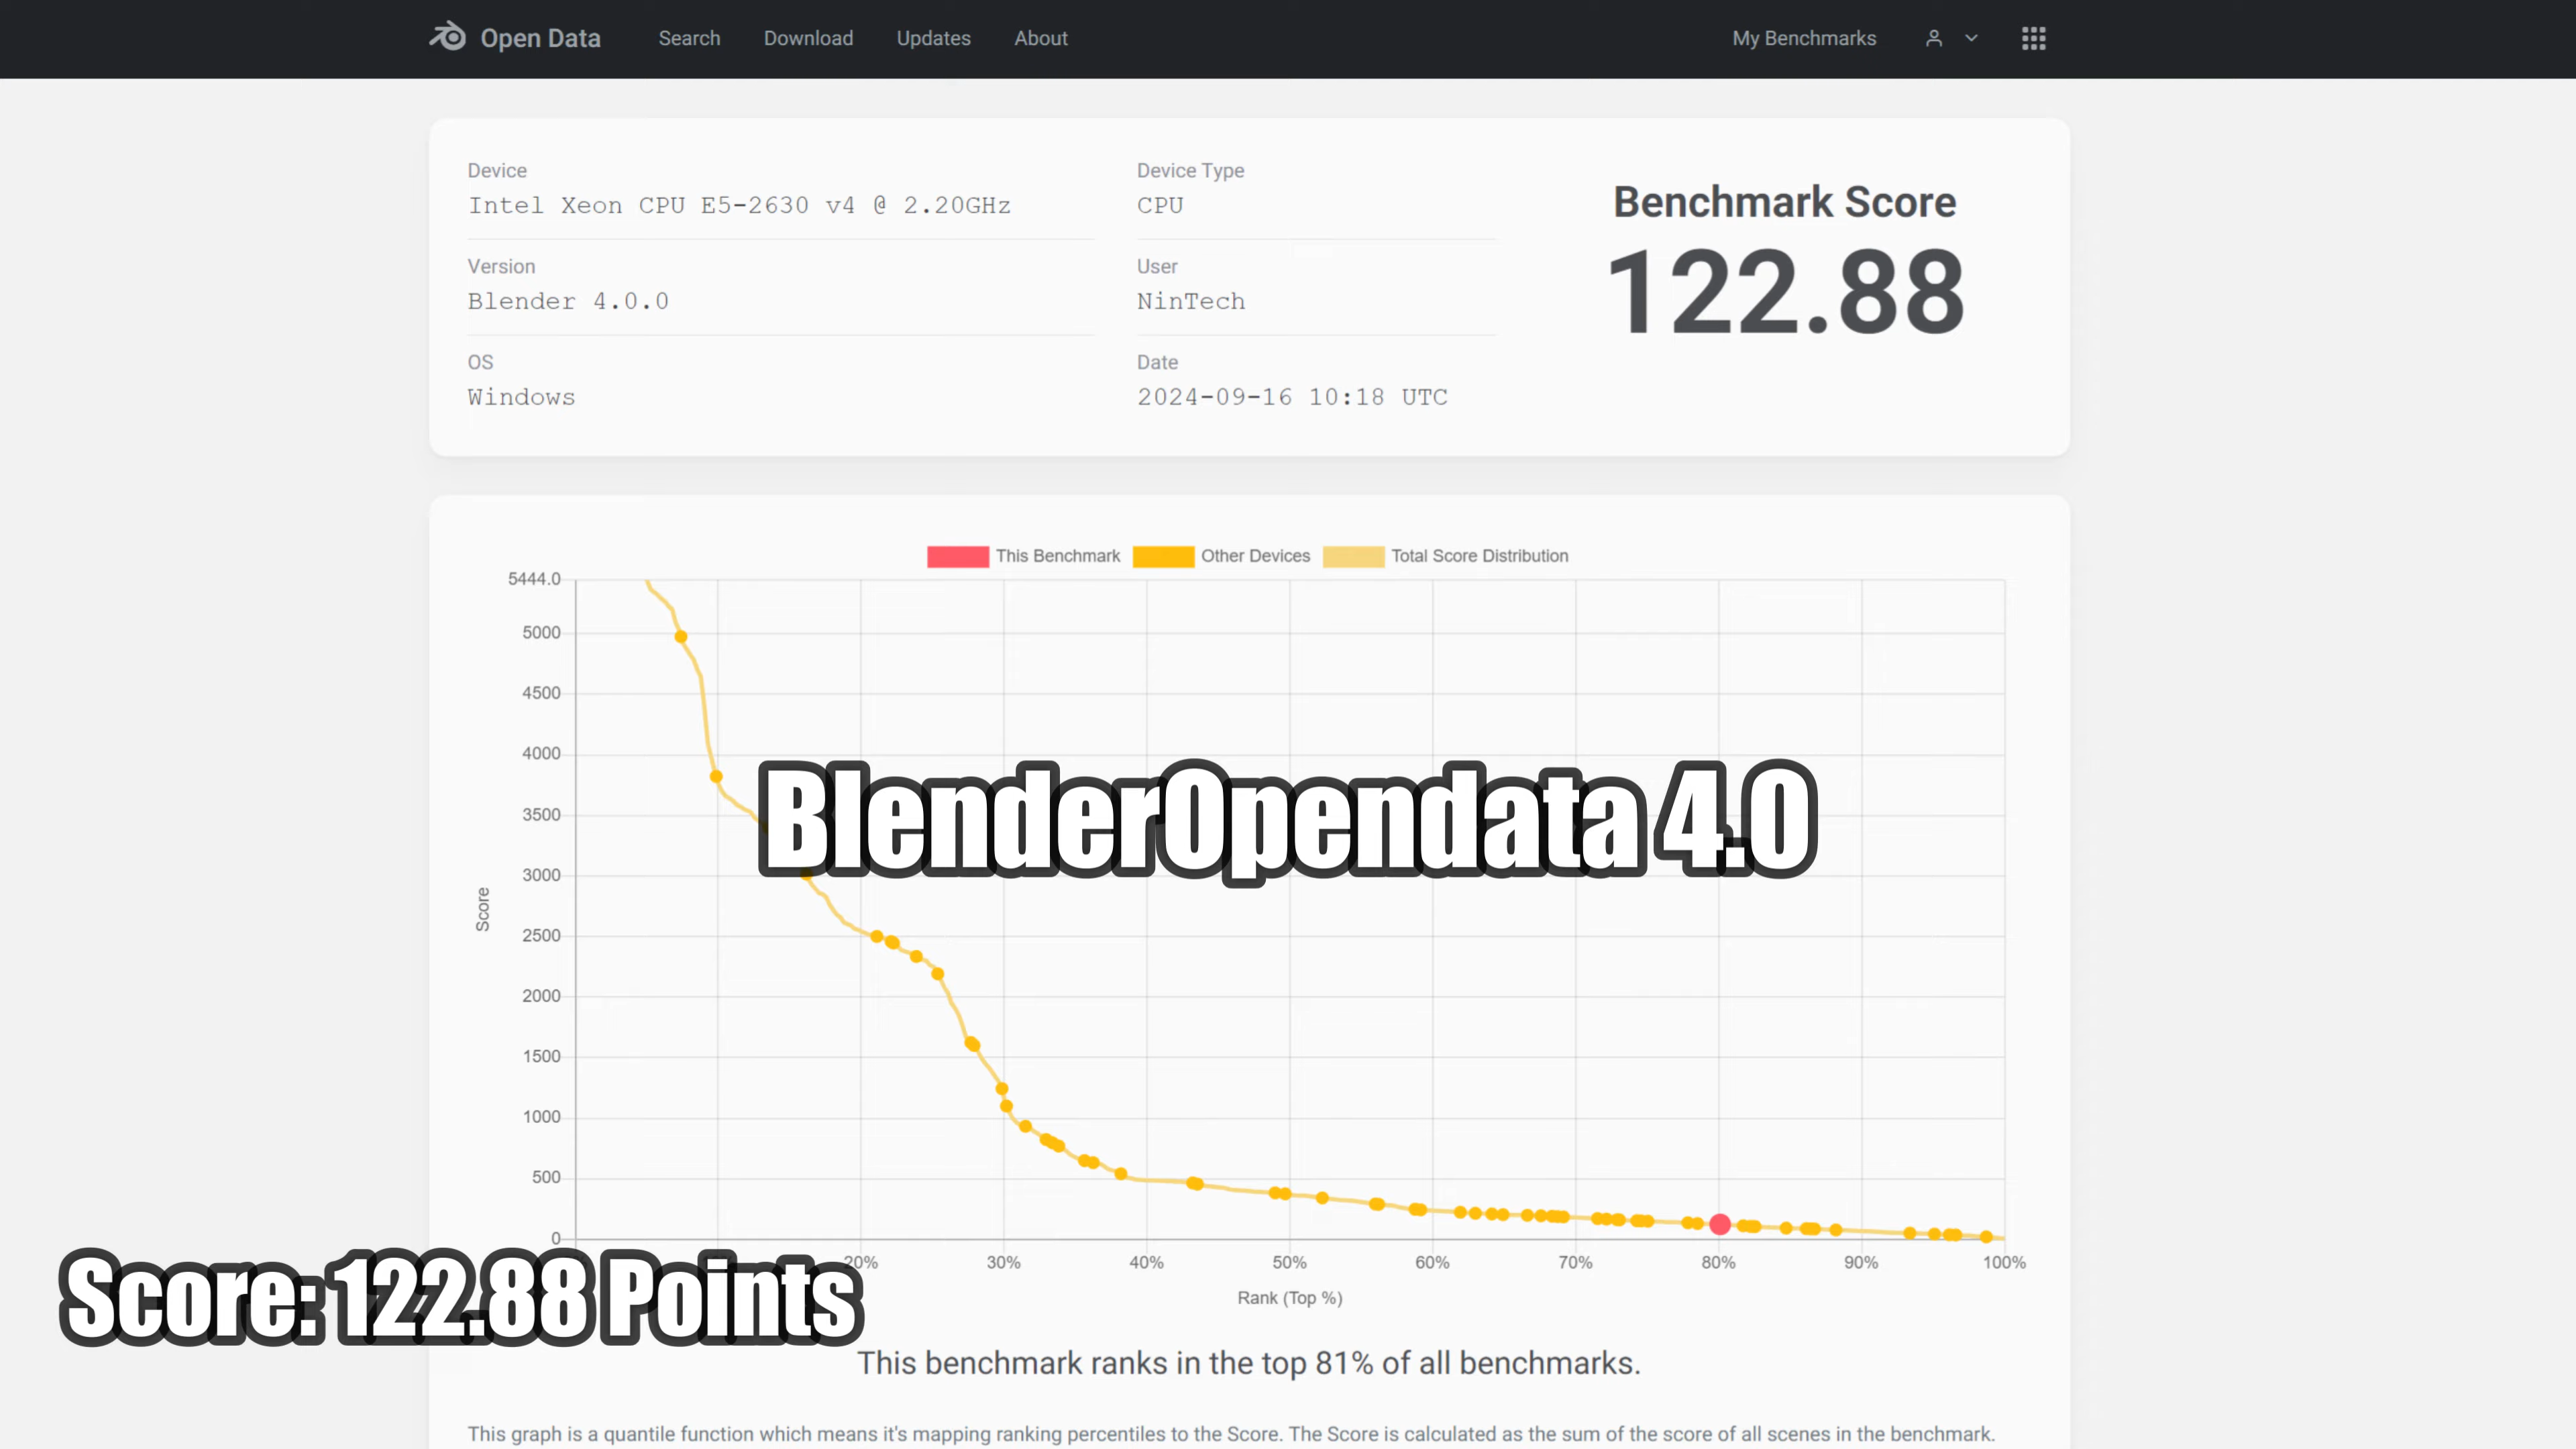 Open Data Search Download Updates About My Benchmarks
Device
Intel Xeon CPU E5-2630 v4 @ 2.20GHz
Version
Blender 4.0.0
OS
Windows
Device Type
CPU
User
NinTech
Date
2024-09-16 10:18 UTC
Benchmark Score
122.88
This Benchmark Other Devices Total Score Distribution
5444.0
5000
4500
4000
3500
3000
2500
2000
1500
1000
500
0
Score
BlenderOpendata 4.0
20% 30% 40% 50% 60% 70% 80% 90% 100%
Rank (Top %)
Score: 122.88 Points
This benchmark ranks in the top 81% of all benchmarks.
This graph is a quantile function which means it's mapping ranking percentiles to the Score. The Score is calculated as the sum of the score of all scenes in the benchmark.